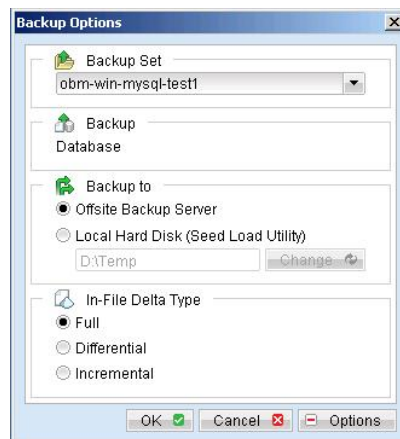 Backup Options
Backup Set
obm-win-mysql-test1
Backup
Database
Backup to
Offsite Backup Server
Local Hard Disk (Seed Load Utility)
D:\Temp
Change
In-File Delta Type
Full
Differential
Incremental
OK Cancel Options